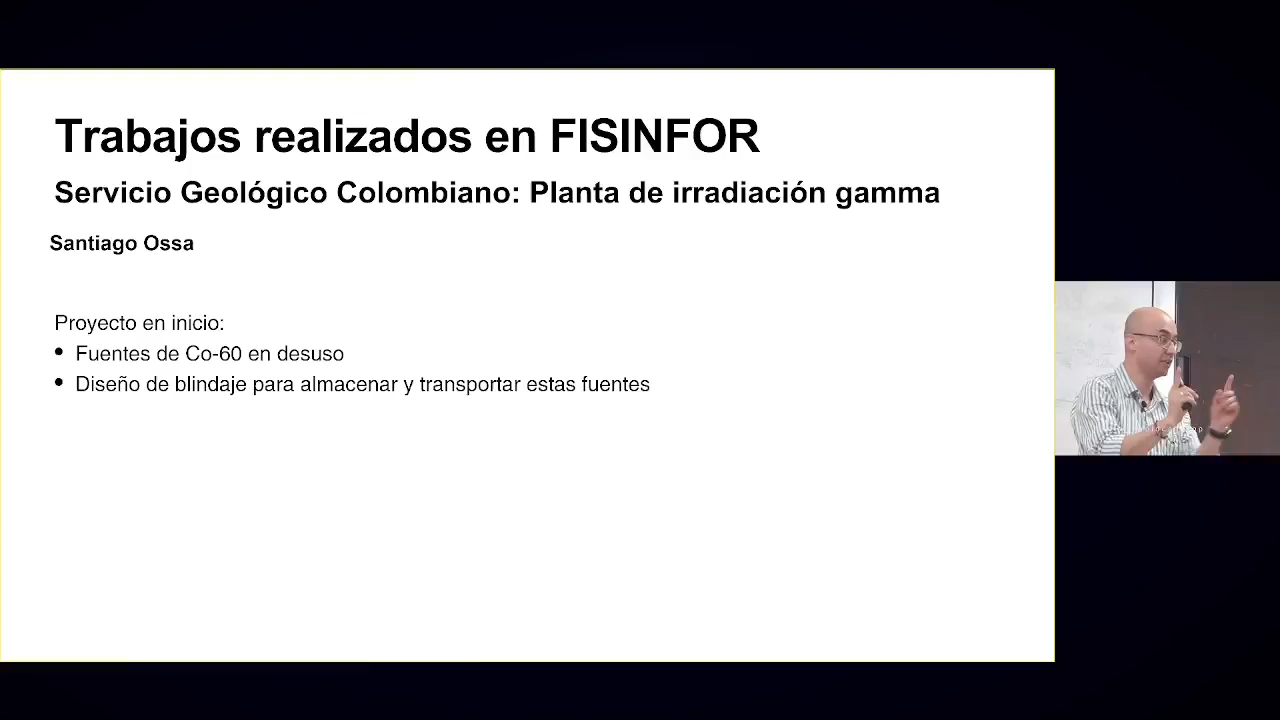 Trabajos realizados en FISINFOR
Servicio Geológico Colombiano: Planta de irradiación gamma
Santiago Ossa
Proyecto en inicio:
• Fuentes de Co-60 en desuso
• Diseño de blindaje para almacenar y transportar estas fuentes